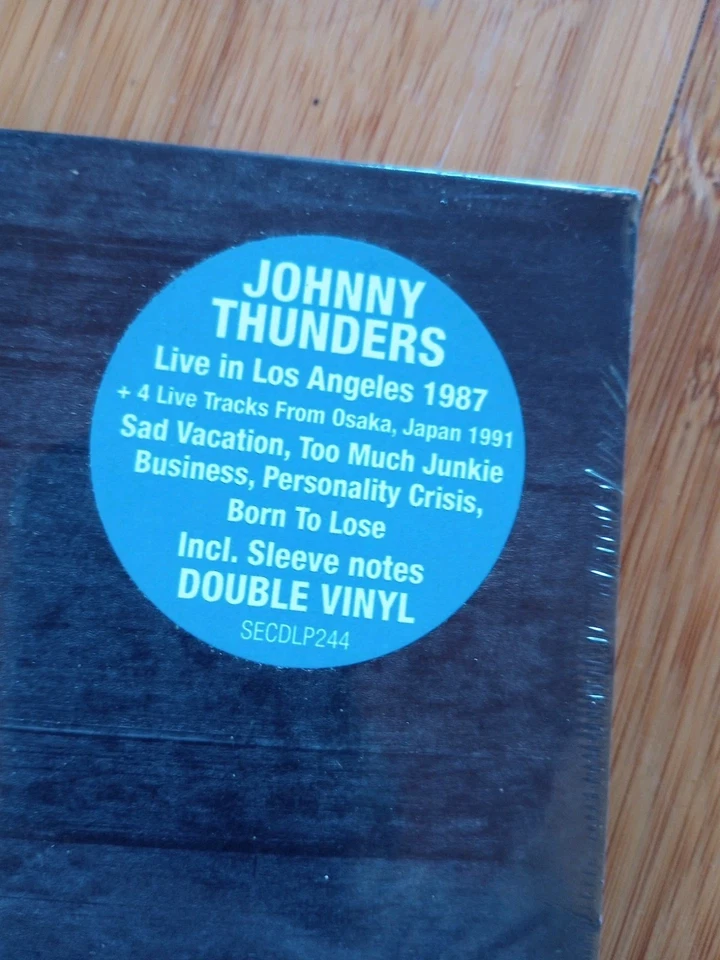 JOHNNY
THUNDERS
Live in Los Angeles 1987
+ 4 Live Tracks From Osaka, Japan 1991
Sad Vacation, Too Much Junkie
Business, Personality Crisis,
Born To Lose
Incl. Sleeve notes
DOUBLE VINYL
SECDLP244